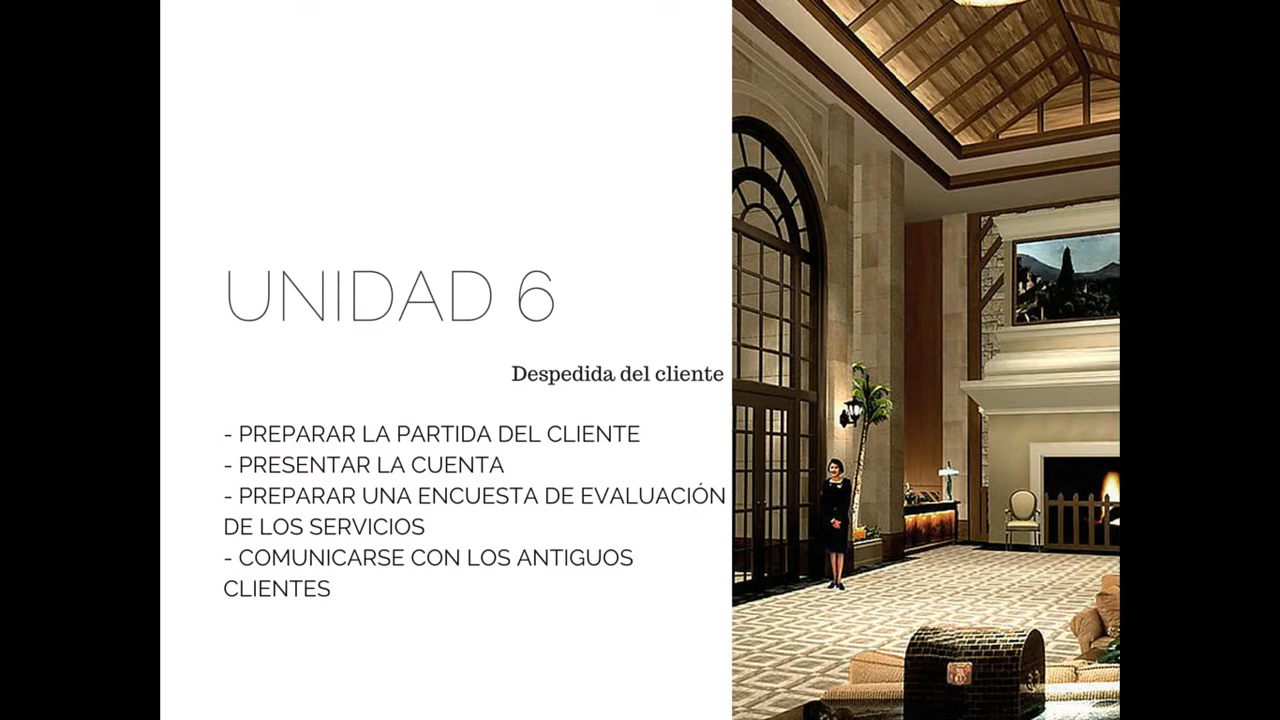 UNIDAD 6
Despedida del cliente
- PREPARAR LA PARTIDA DEL CLIENTE
- PRESENTAR LA CUENTA
- PREPARAR UNA ENCUESTA DE EVALUACIÓN
DE LOS SERVICIOS
- COMUNICARSE CON LOS ANTIGUOS
CLIENTES